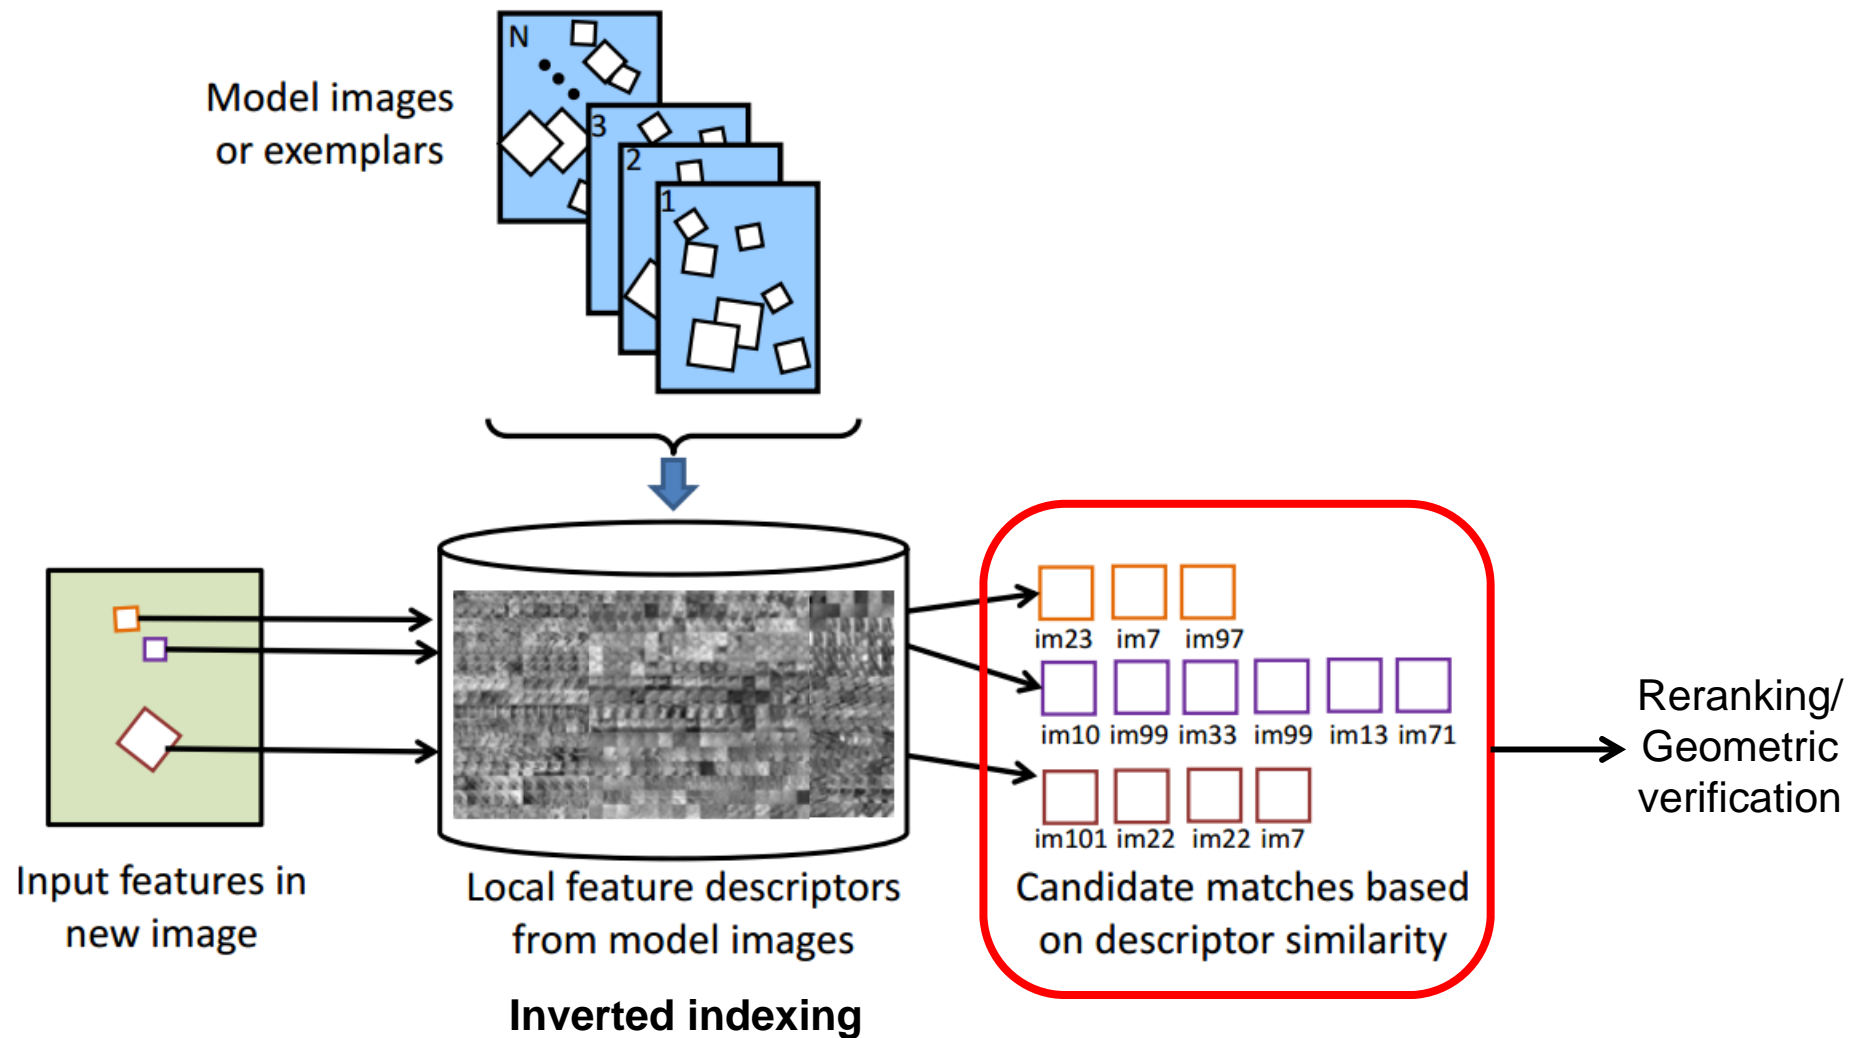 Model images
or exemplars
N
3
2
1
im23 im7 im97
im10 im99 im33 im99 im13 im71
im101 im22 im22 im7
Input features in
new image
Local feature descriptors
from model images
Inverted indexing
Candidate matches based
on descriptor similarity
Reranking/
Geometric
verification